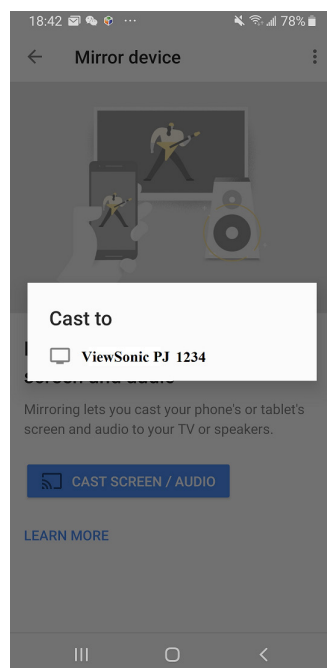 18:42 78%
Mirror device
Cast to
ViewSonic PJ 1234
screen and audio
Mirroring lets you cast your phone's or tablet's
screen and audio to your TV or speakers.
CAST SCREEN / AUDIO
LEARN MORE